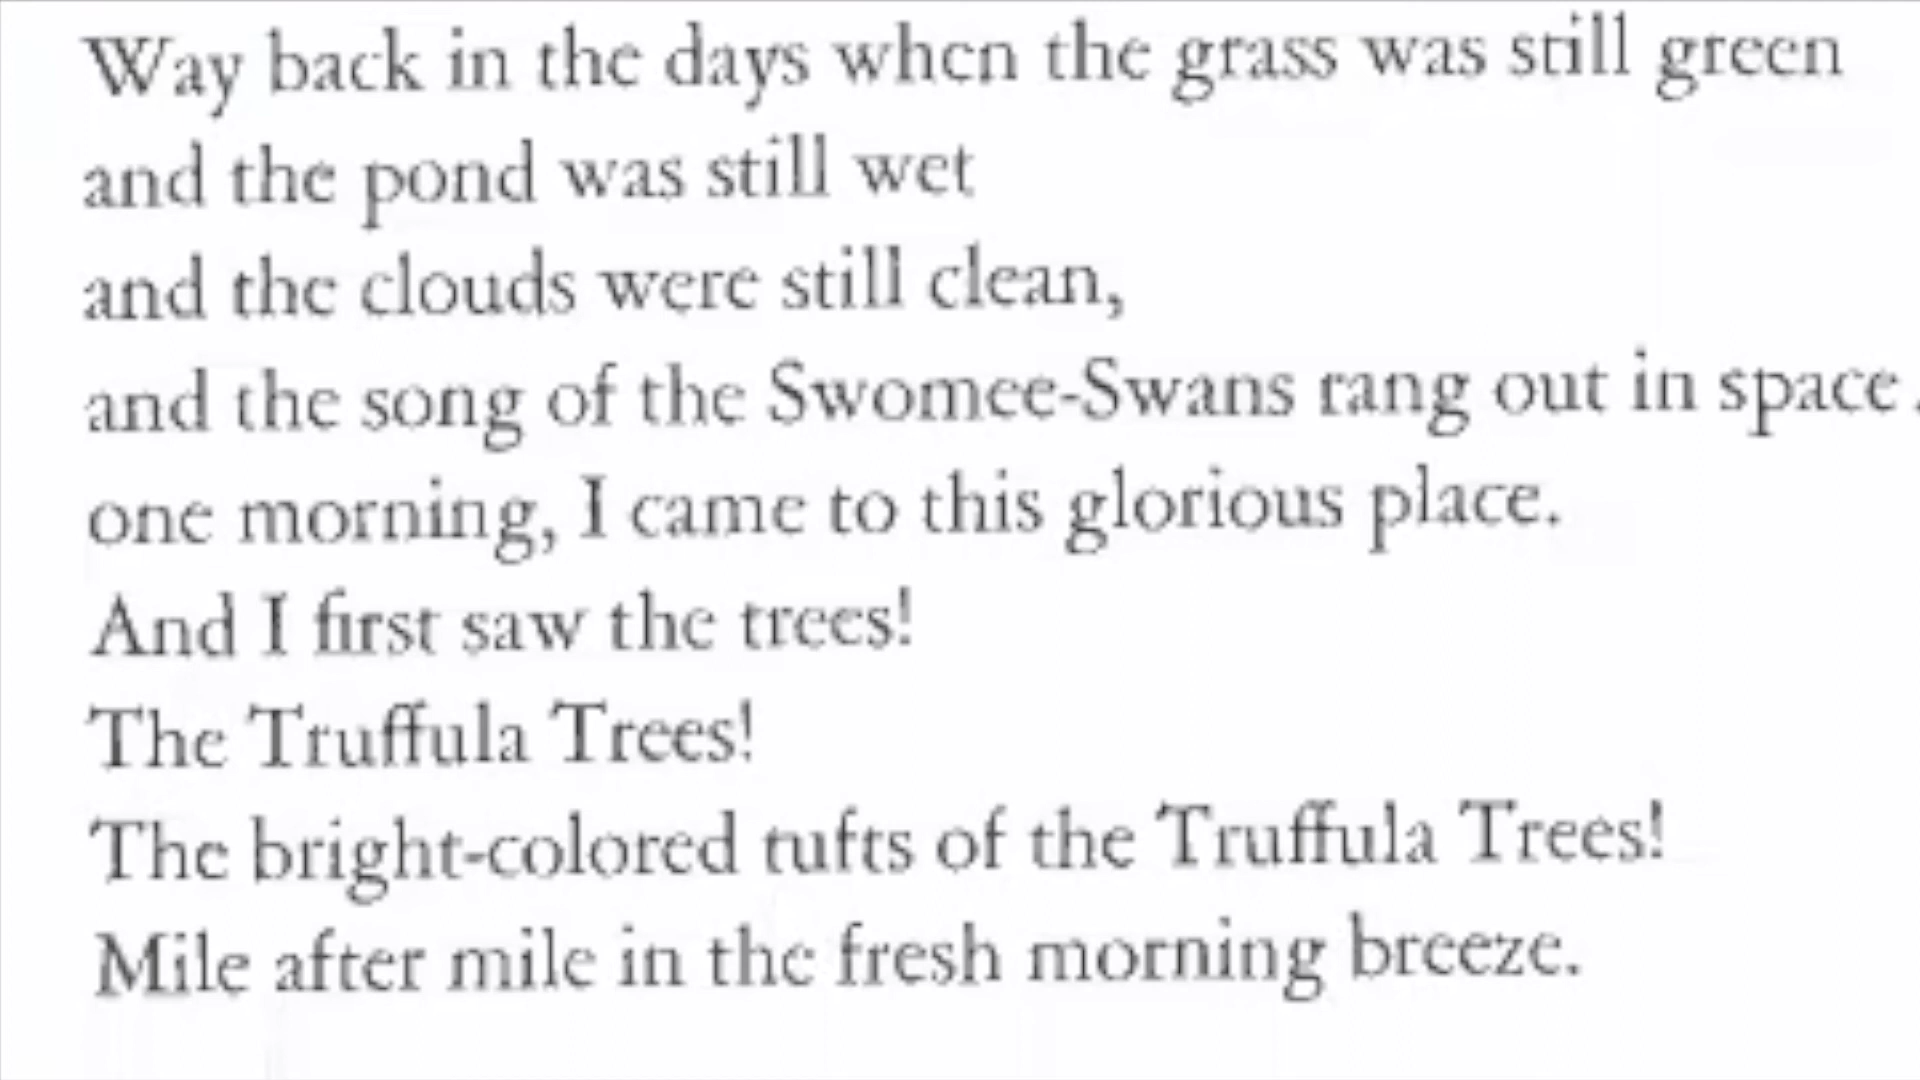 Way back in the days when the grass was still green
and the pond was still wet
and the clouds were still clean,
and the song of the Swomee-Swans rang out in space.
one morning, I came to this glorious place.
And I first saw the trees!
The Truffula Trees!
The bright-colored tufts of the Truffula Trees!
Mile after mile in the fresh morning breeze.